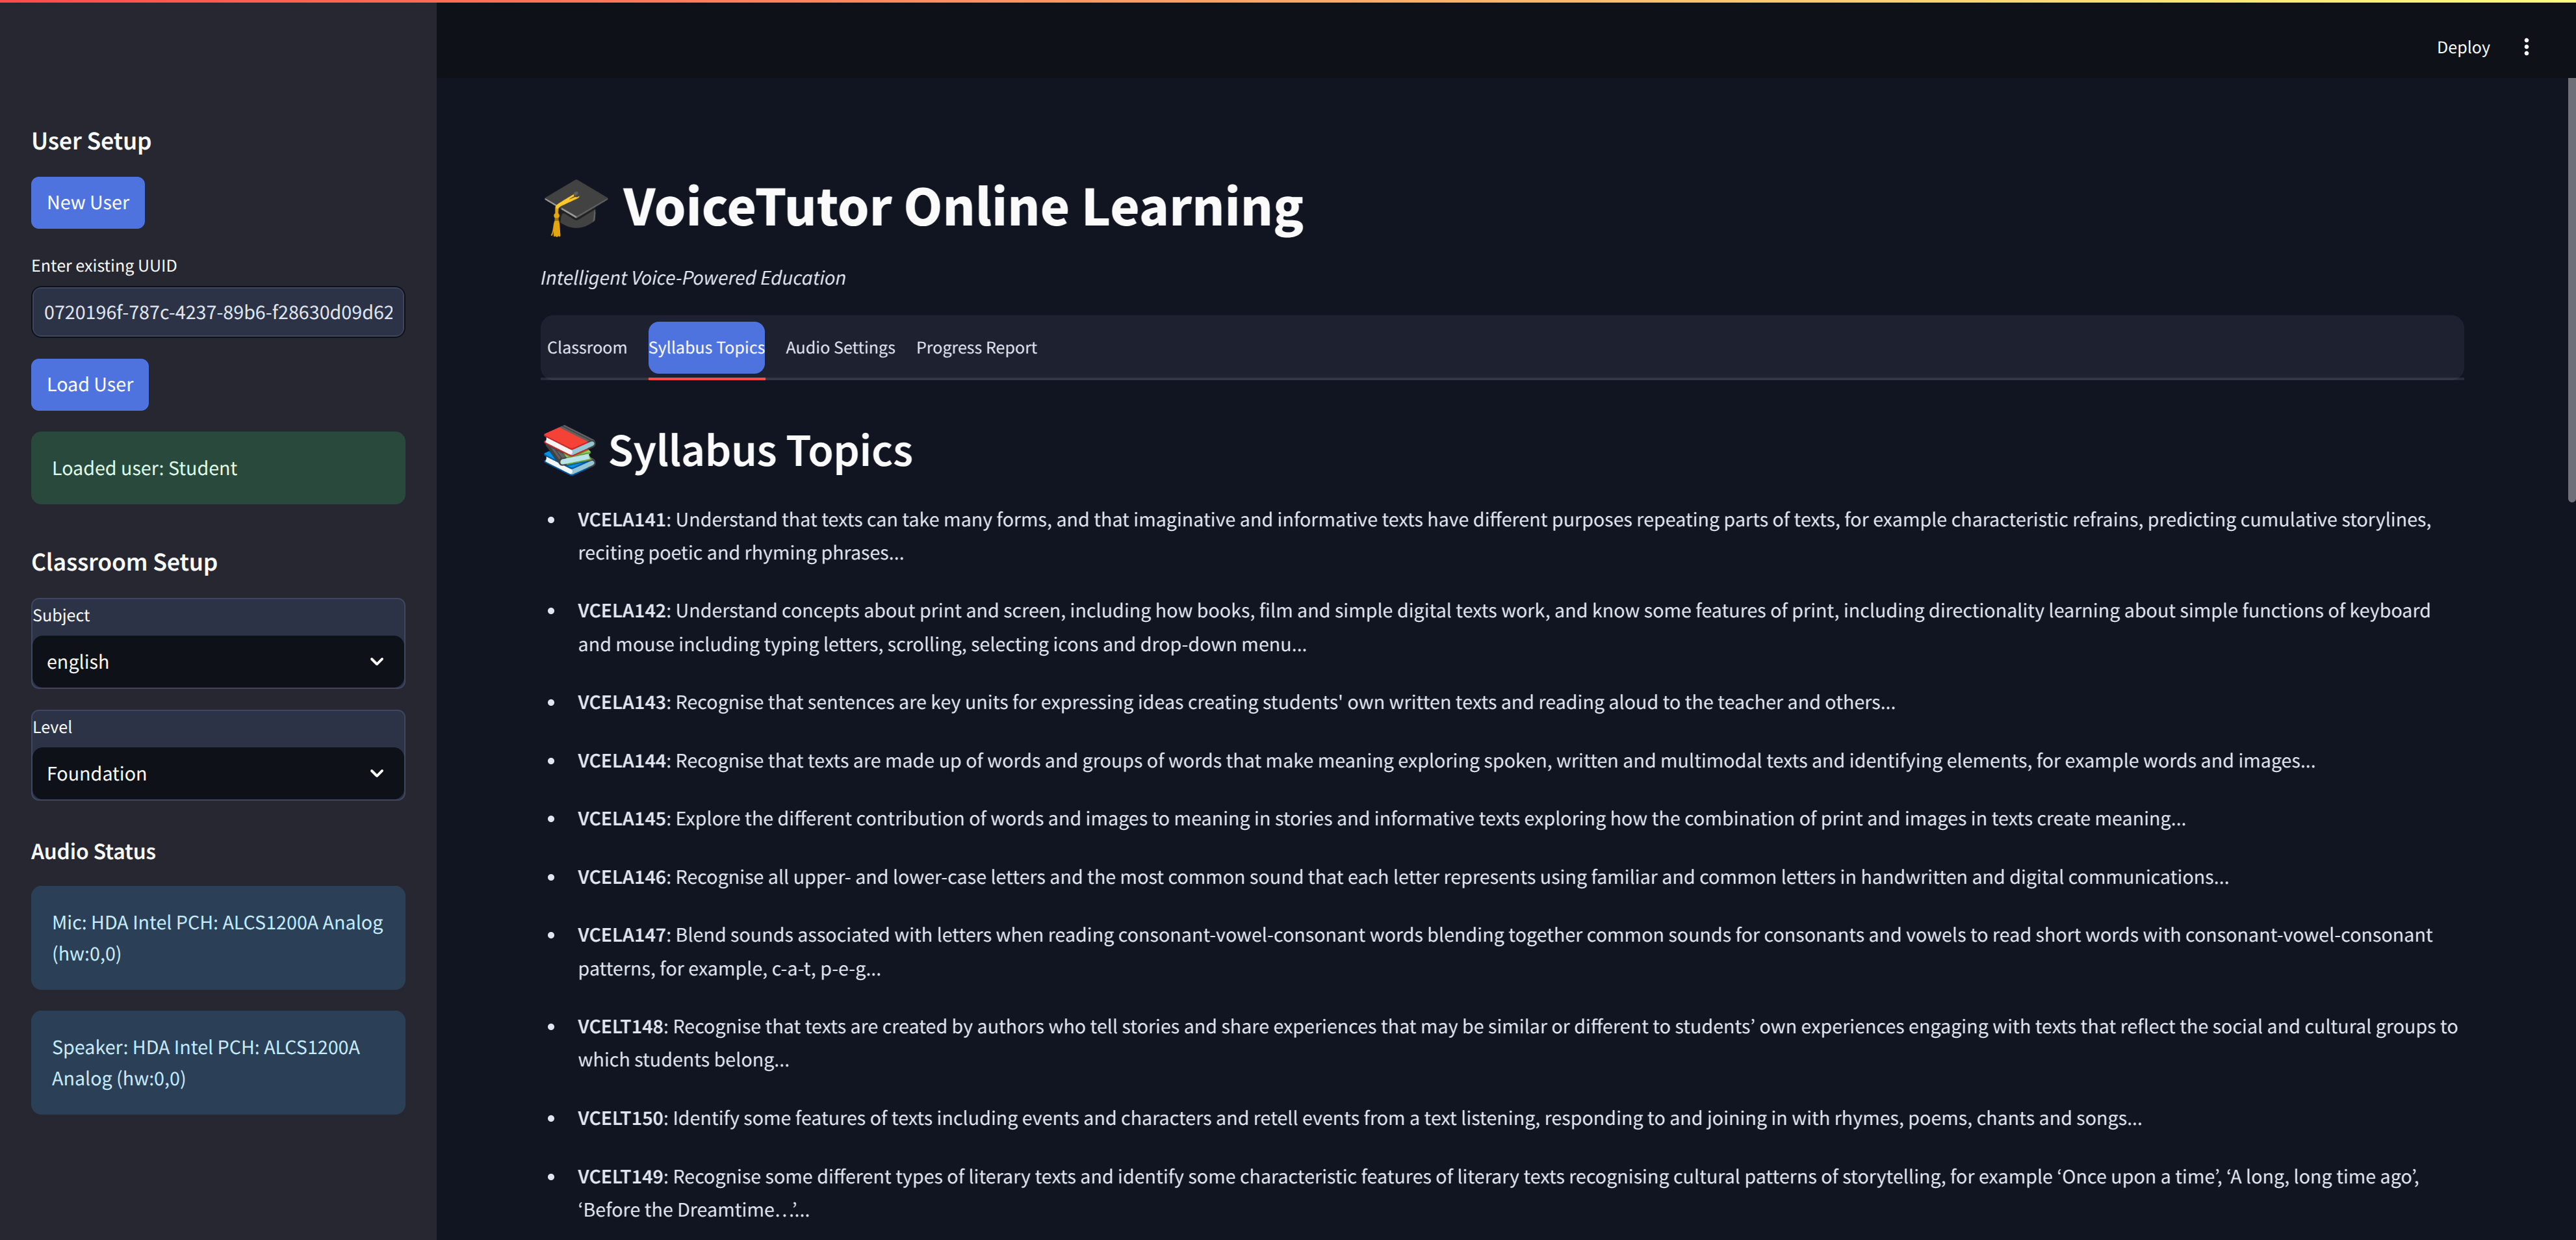 Deploy
User Setup
New User
Enter existing UUID
0720196f-787c-4237-89b6-f28630d09d62
Load User
Loaded user: Student
Classroom Setup
Subject
english
Level
Foundation
Audio Status
Mic: HDA Intel PCH: ALCS1200A Analog
(hw:0,0)
Speaker: HDA Intel PCH: ALCS1200A
Analog (hw:0,0)
VoiceTutor Online Learning
Intelligent Voice-Powered Education
Classroom Syllabus Topics Audio Settings Progress Report
Syllabus Topics
• VCELA141: Understand that texts can take many forms, and that imaginative and informative texts have different purposes repeating parts of texts, for example characteristic refrains, predicting cumulative storylines,
reciting poetic and rhyming phrases...
• VCELA142: Understand concepts about print and screen, including how books, film and simple digital texts work, and know some features of print, including directionality learning about simple functions of keyboard
and mouse including typing letters, scrolling, selecting icons and drop-down menu...
• VCELA143: Recognise that sentences are key units for expressing ideas creating students' own written texts and reading aloud to the teacher and others...
• VCELA144: Recognise that texts are made up of words and groups of words that make meaning exploring spoken, written and multimodal texts and identifying elements, for example words and images...
• VCELA145: Explore the different contribution of words and images to meaning in stories and informative texts exploring how the combination of print and images in texts create meaning...
• VCELA146: Recognise all upper- and lower-case letters and the most common sound that each letter represents using familiar and common letters in handwritten and digital communications...
• VCELA147: Blend sounds associated with letters when reading consonant-vowel-consonant words blending together common sounds for consonants and vowels to read short words with consonant-vowel-consonant
patterns, for example, c-a-t, p-e-g...
• VCELT148: Recognise that texts are created by authors who tell stories and share experiences that may be similar or different to students’ own experiences engaging with texts that reflect the social and cultural groups to
which students belong...
• VCELT150: Identify some features of texts including events and characters and retell events from a text listening, responding to and joining in with rhymes, poems, chants and songs...
• VCELT149: Recognise some different types of literary texts and identify some characteristic features of literary texts recognising cultural patterns of storytelling, for example ‘Once upon a time’, ‘A long, long time ago’,
‘Before the Dreamtime…’...